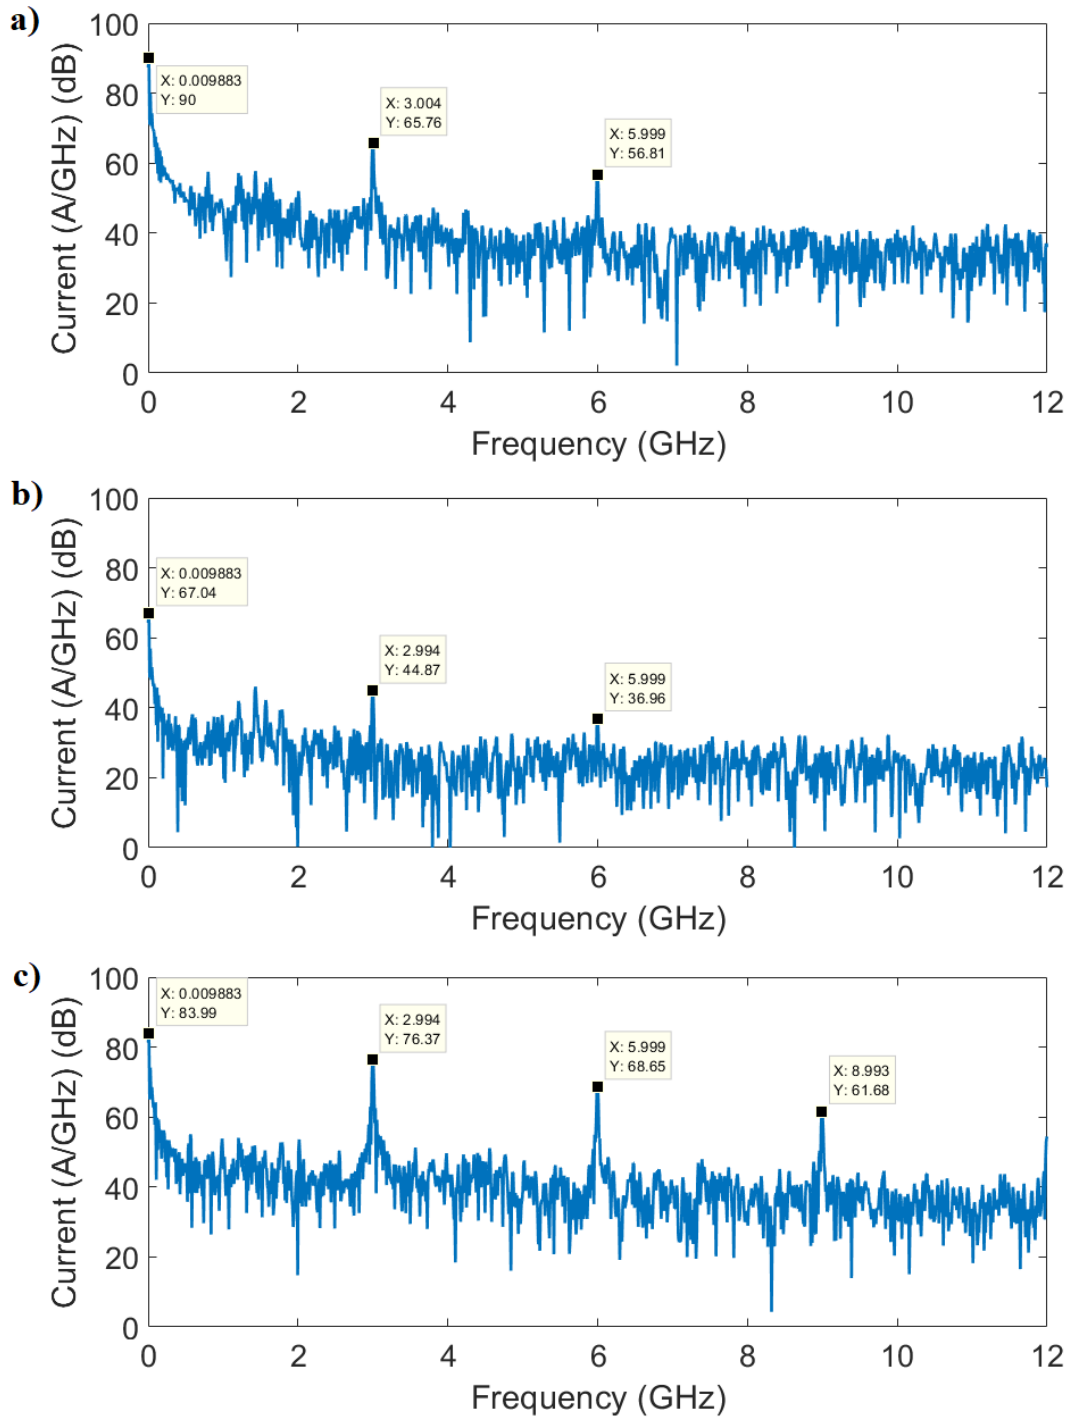 a)
100
80
60
40
20
0
Current (A/GHz) (dB)
X: 0.009883
Y: 90
X: 3.004
Y: 65.76
X: 5.999
Y: 56.81
0 2 4 6 8 10 12
Frequency (GHz)
b)
100
80
60
40
20
0
Current (A/GHz) (dB)
X: 0.009883
Y: 67.04
X: 2.994
Y: 44.87
X: 5.999
Y: 36.96
0 2 4 6 8 10 12
Frequency (GHz)
c)
100
80
60
40
20
0
Current (A/GHz) (dB)
X: 0.009883
Y: 83.99
X: 2.994
Y: 76.37
X: 5.999
Y: 68.65
X: 8.993
Y: 61.68
0 2 4 6 8 10 12
Frequency (GHz)